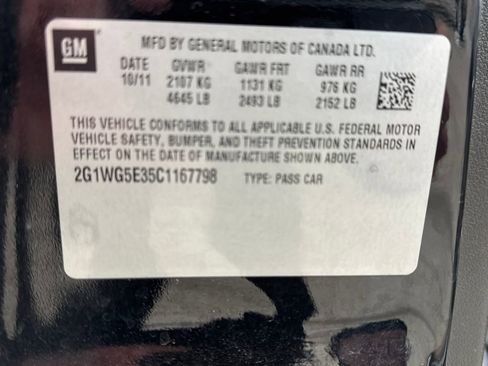 GM
MFD BY GENERAL MOTORS OF CANADA LTD.
DATE GVWR GAWR FRT GAWR RR
10/11 2107 KG 1131 KG 976 KG
4645 LB 2493 LB 2152 LB
THIS VEHICLE CONFORMS TO ALL APPLICABLE U.S. FEDERAL MOTOR
VEHICLE SAFETY, BUMPER, AND THEFT PREVENTION STANDARDS IN
EFFECT ON THE DATE OF MANUFACTURE SHOWN ABOVE.
2G1WG5E35C1167798 TYPE: PASS CAR